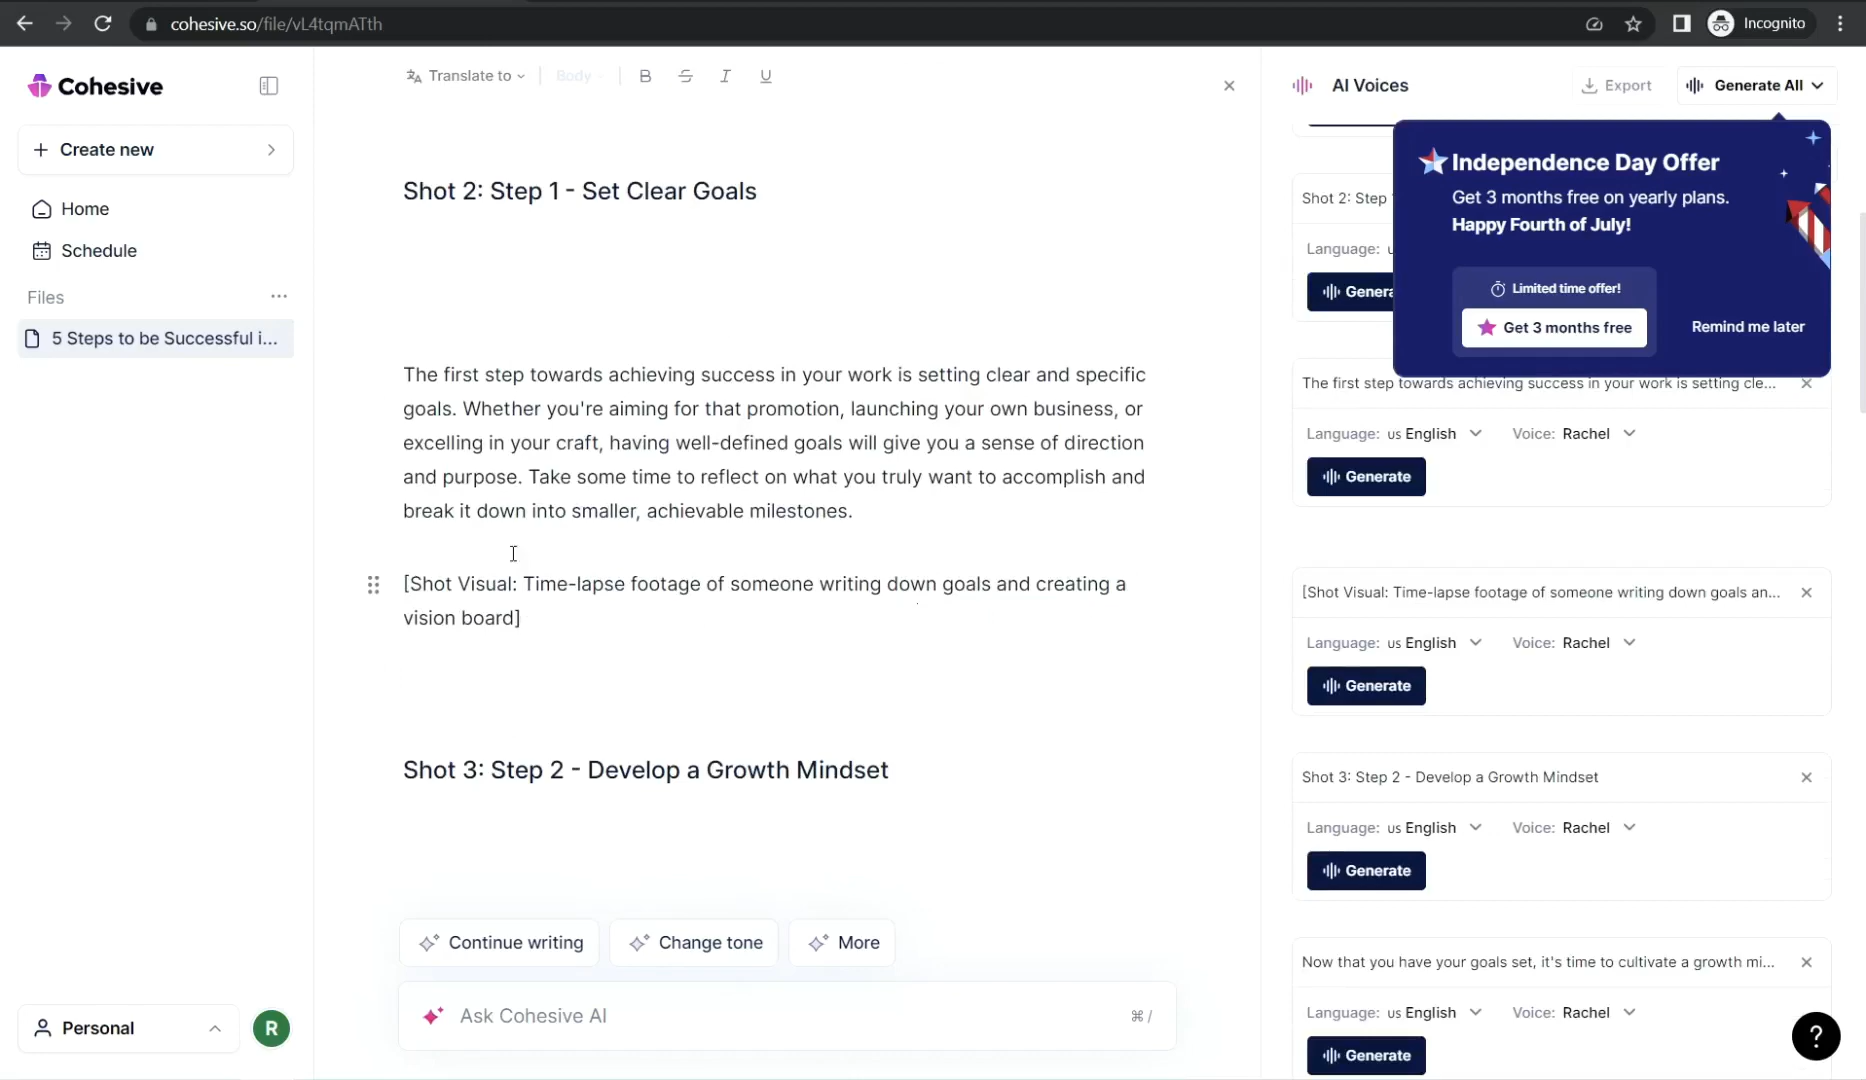 cohesive.so/file/vL4tqmATth
Incognito
Cohesive
Create new
Home
Schedule
Files
5 Steps to be Successful i...
Personal
R
Translate to
Body
B S I U
Shot 2: Step 1 - Set Clear Goals
The first step towards achieving success in your work is setting clear and specific
goals. Whether you're aiming for that promotion, launching your own business, or
excelling in your craft, having well-defined goals will give you a sense of direction
and purpose. Take some time to reflect on what you truly want to accomplish and
break it down into smaller, achievable milestones.
[Shot Visual: Time-lapse footage of someone writing down goals and creating a
vision board]
Shot 3: Step 2 - Develop a Growth Mindset
Continue writing
Change tone
More
Ask Cohesive AI
⌘ /
AI Voices
Export
Generate All
Independence Day Offer
Get 3 months free on yearly plans.
Happy Fourth of July!
Limited time offer!
Get 3 months free
Remind me later
Shot 2: Step
Language:
Genera
The first step towards achieving success in your work is setting cle...
Language: US English Voice: Rachel
Generate
[Shot Visual: Time-lapse footage of someone writing down goals an...
Language: US English Voice: Rachel
Generate
Shot 3: Step 2 - Develop a Growth Mindset
Language: US English Voice: Rachel
Generate
Now that you have your goals set, it's time to cultivate a growth mi...
Language: US English Voice: Rachel
Generate
?